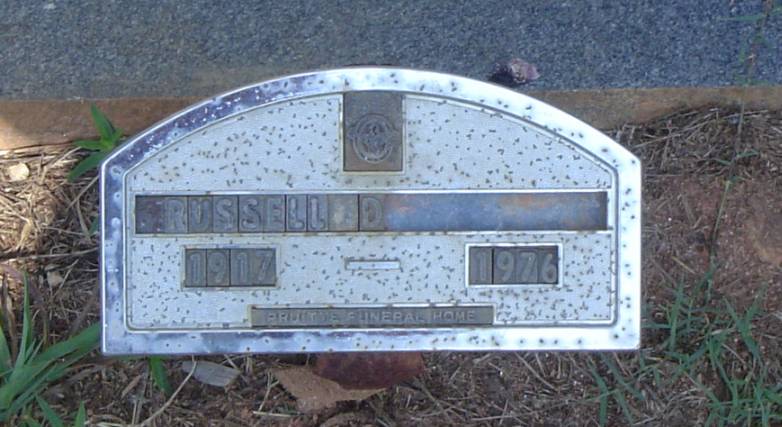 RUSSELL D
1917 - 1976
PRUITT'S FUNERAL HOME